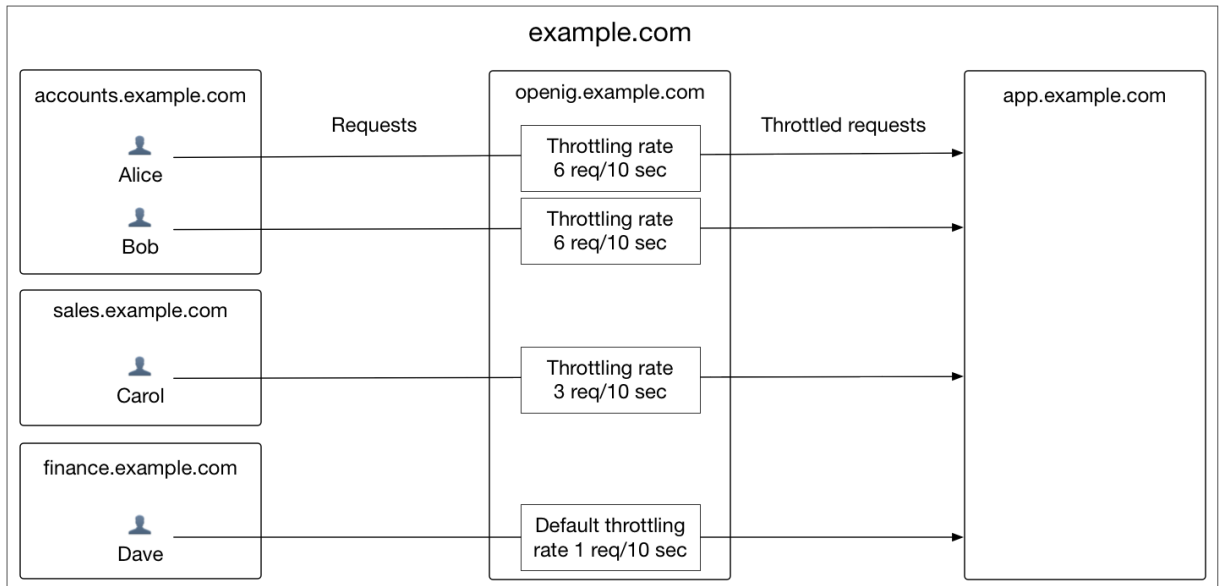 example.com
accounts.example.com
Alice
Bob
sales.example.com
Carol
finance.example.com
Dave
Requests
openig.example.com
Throttling rate
6 req/10 sec
Throttling rate
6 req/10 sec
Throttling rate
3 req/10 sec
Default throttling
rate 1 req/10 sec
Throttled requests
app.example.com